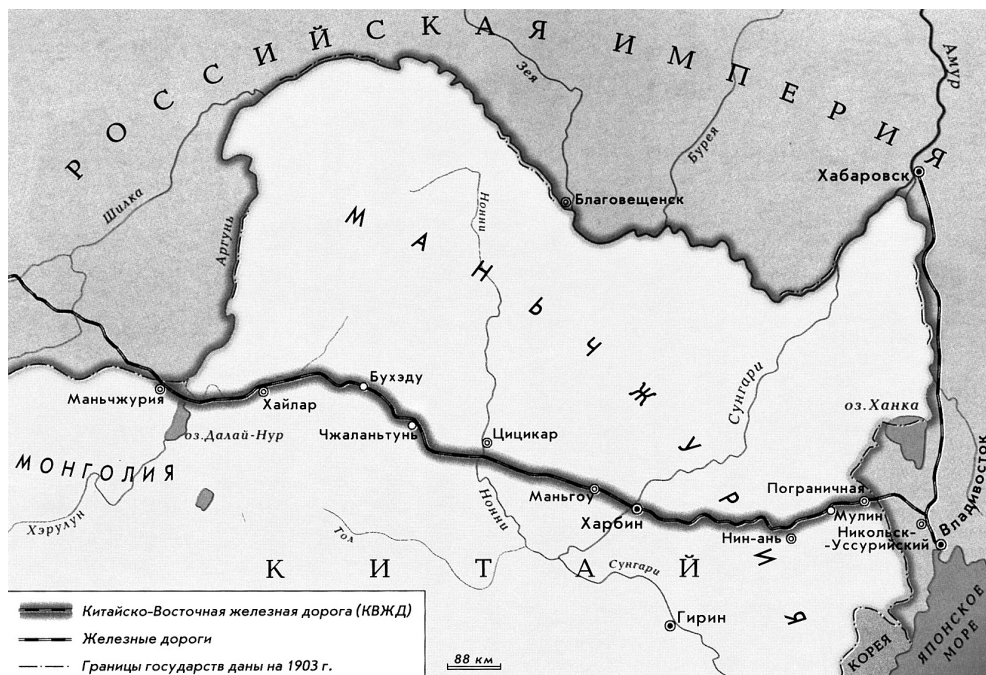 РОССИЙСКАЯ ИМПЕРИЯ
Зея
Амур
Бурея
Хабаровск
Шилка
Благовещенск
Нонни
Аргунь
МАНЬЧЖУРИЯ
Сунгари
Бухэду
Маньчжурия
Хайлар
оз. Ханка
Чжаланьтунь
Цицикар
оз. Далай-Нур
МОНГОЛИЯ
Маньгоу
Пограничная
Владивосток
Нонни
Харбин
Мулин
Хэрулун
Тол
Нин-ань
Никольск-
-Уссурийский
КИТАЙ
Сунгари
Гирин
ЯПОНСКОЕ
МОРЕ
КОРЕЯ
Китайско-Восточная железная дорога (КВЖД)
Железные дороги
Границы государств даны на 1903 г.
88 км